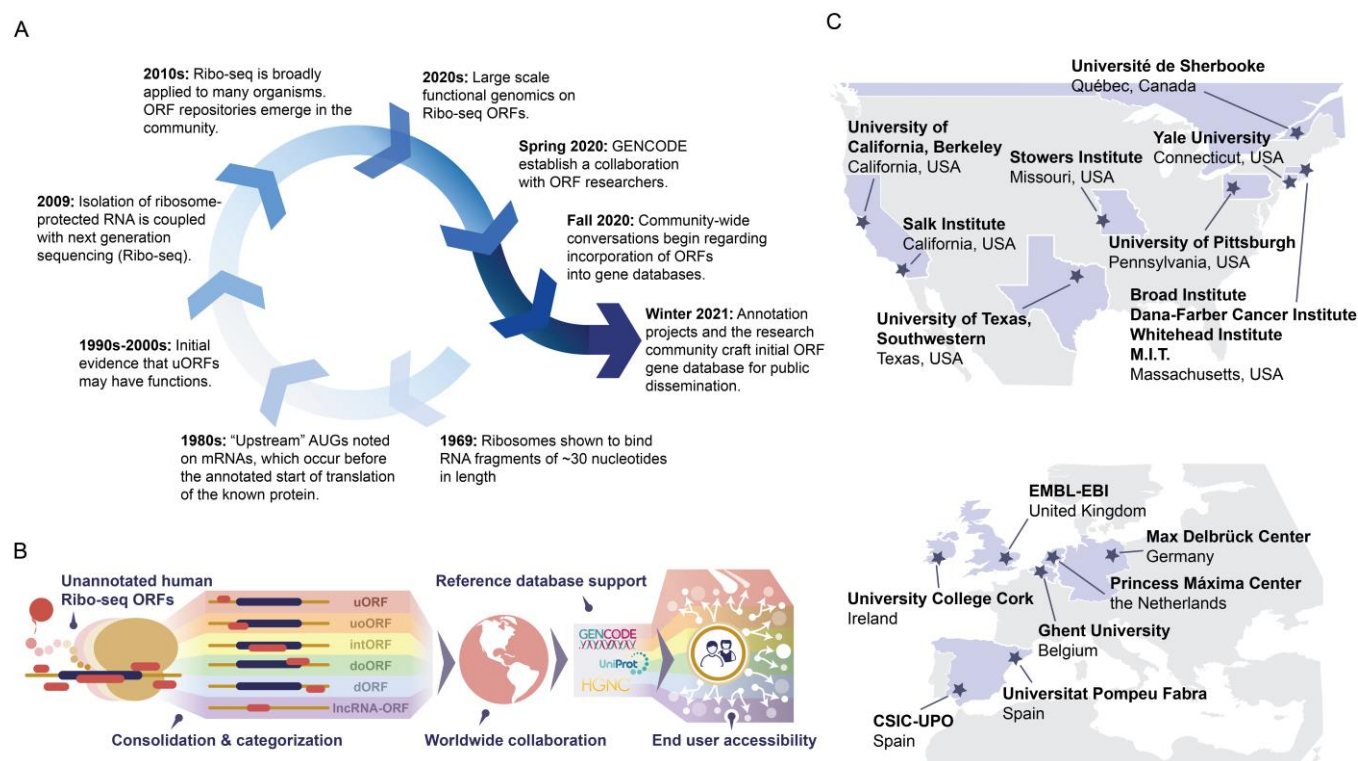 A
2010s: Ribo-seq is broadly
applied to many organisms.
ORF repositories emerge in the
community.
2020s: Large scale
functional genomics on
Ribo-seq ORFs.
Spring 2020: GENCODE
establish a collaboration
with ORF researchers.
2009: Isolation of ribosome-
protected RNA is coupled
with next generation
sequencing (Ribo-seq).
Fall 2020: Community-wide
conversations begin regarding
incorporation of ORFs
into gene databases.
1990s-2000s: Initial
evidence that uORFs
may have functions.
Winter 2021: Annotation
projects and the research
community craft initial ORF
gene database for public
dissemination.
1980s: “Upstream” AUGs noted
on mRNAs, which occur before
the annotated start of translation
of the known protein.
1969: Ribosomes shown to bind
RNA fragments of ~30 nucleotides
in length
B
Unannotated human
Ribo-seq ORFs
uORF
uoORF
intORF
doORF
dORF
lncRNA-ORF
Consolidation & categorization
Worldwide collaboration
Reference database support
GENCODE
UniProt
HGNC
End user accessibility
C
Université de Sherbooke
Québec, Canada
University of
California, Berkeley
California, USA
Stowers Institute
Missouri, USA
Yale University
Connecticut, USA
Salk Institute
California, USA
University of Pittsburgh
Pennsylvania, USA
University of Texas,
Southwestern
Texas, USA
Broad Institute
Dana-Farber Cancer Institute
Whitehead Institute
M.I.T.
Massachusetts, USA
EMBL-EBI
United Kingdom
Max Delbrück Center
Germany
Princess Máxima Center
the Netherlands
University College Cork
Ireland
Ghent University
Belgium
Universitat Pompeu Fabra
Spain
CSIC-UPO
Spain